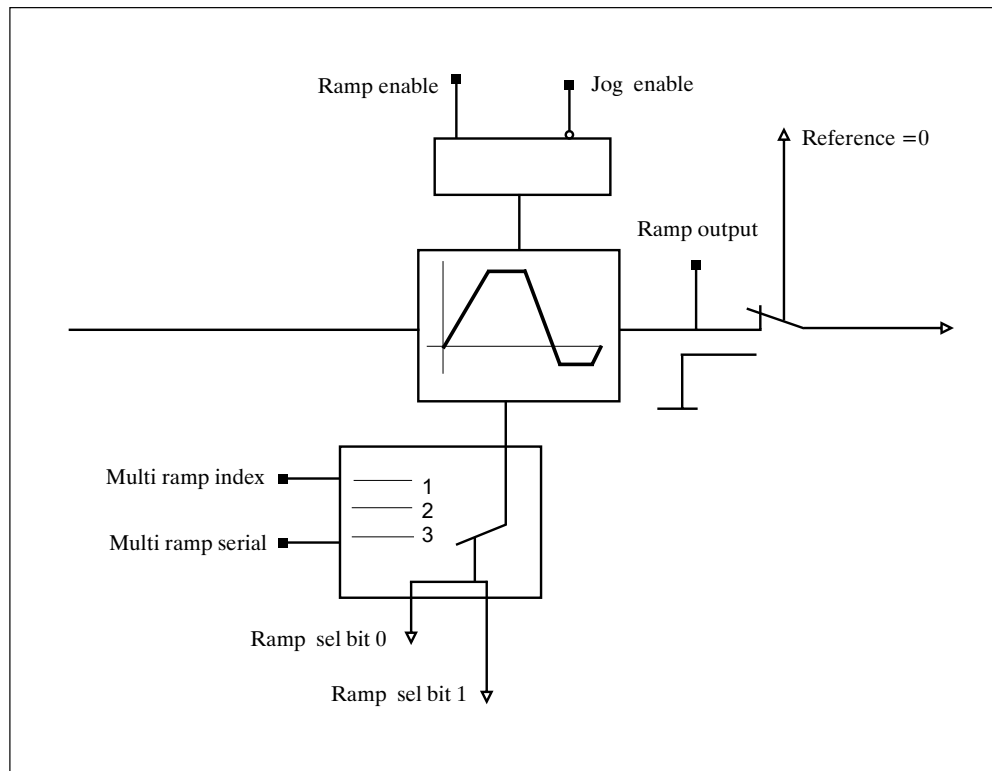 Ramp enable
Jog enable
Reference =0
Ramp output
Multi ramp index
1
2
3
Multi ramp serial
Ramp sel bit 0
Ramp sel bit 1